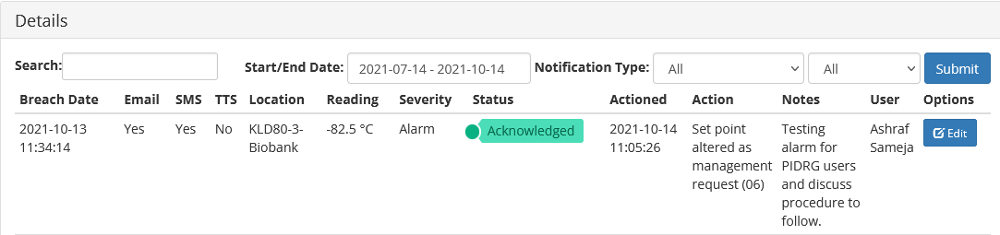 Details
Search: Start/End Date: 2021-07-14 - 2021-10-14 Notification Type: All All Submit
Breach Date Email SMS TTS Location Reading Severity Status Actioned Action Notes User Options
2021-10-13 Yes Yes No KLD80-3- -82.5 °C Alarm Acknowledged 2021-10-14 Set point Testing Ashraf Edit
11:34:14 Biobank 11:05:26 altered as alarm for Sameja
management PIDRG users
request (06) and discuss
procedure to
follow.